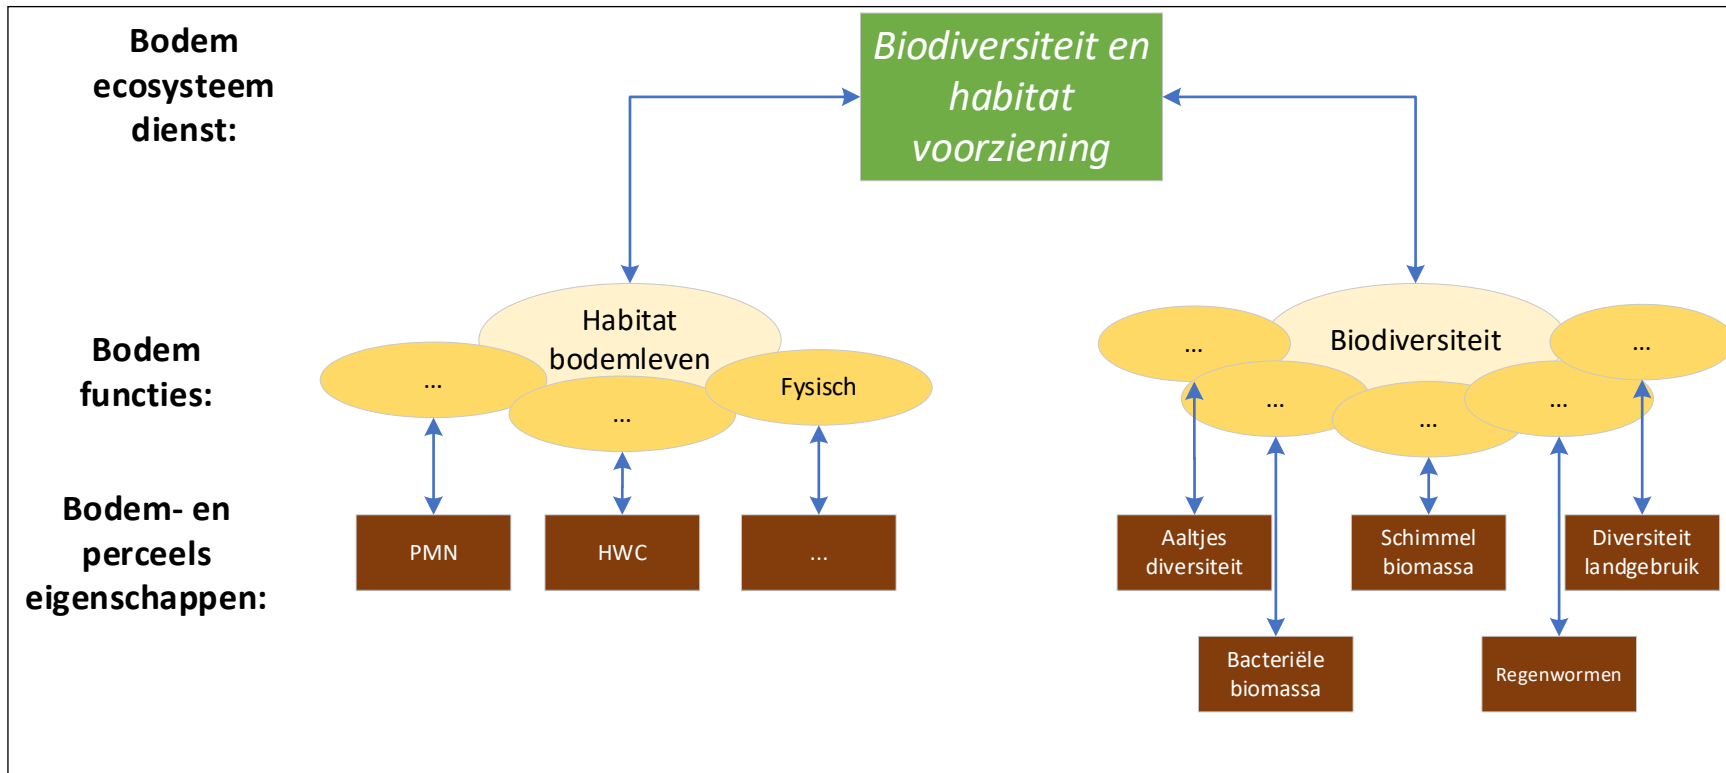 Bodem
ecosysteem
dienst:
Biodiversiteit en
habitat
voorziening
Bodem
functies:
Habitat
bodemleven
...
...
Fysisch
Biodiversiteit
...
...
...
...
...
Bodem- en
perceels
eigenschappen:
PMN
HWC
...
Aaltjes
diversiteit
Schimmel
biomassa
Diversiteit
landgebruik
Bacteriële
biomassa
Regenwormen